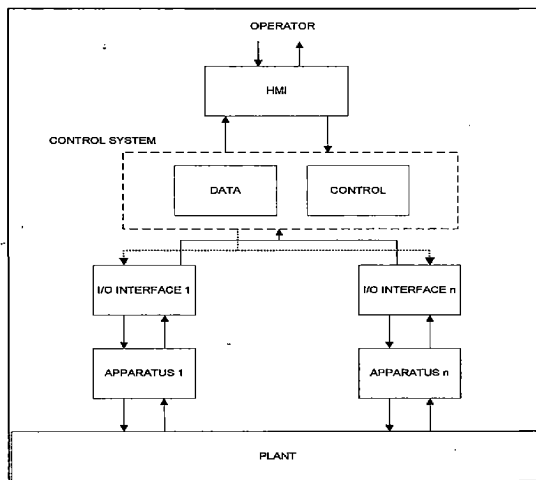 OPERATOR
HMI
CONTROL SYSTEM
DATA CONTROL
I/O INTERFACE 1 I/O INTERFACE n
APPARATUS 1 APPARATUS n
PLANT